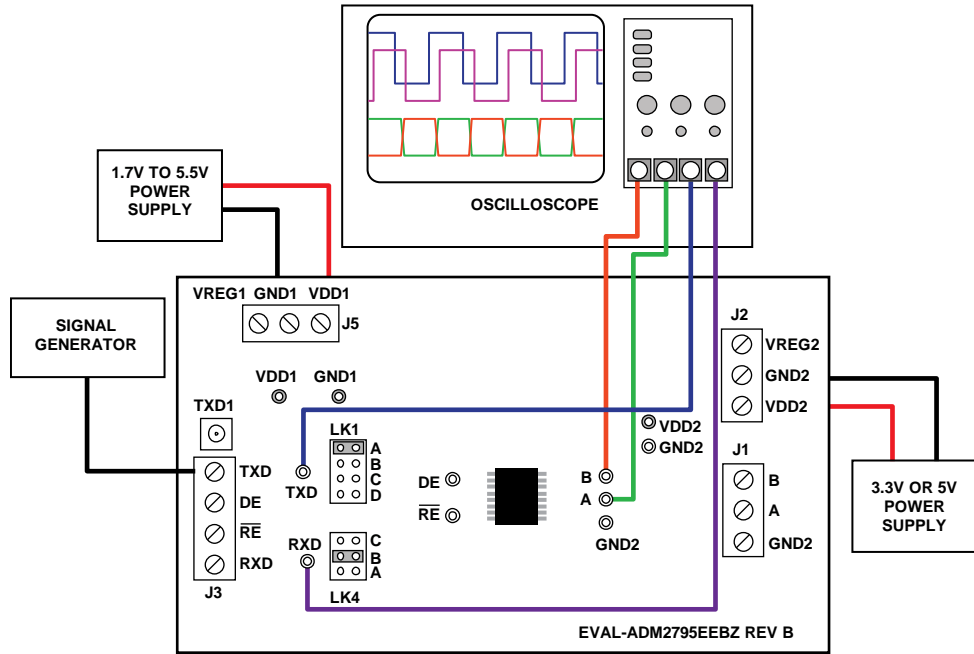 OSCILLOSCOPE
1.7V TO 5.5V
POWER
SUPPLY
SIGNAL
GENERATOR
VREG1 GND1 VDD1
J5
VDD1 GND1
TXD1
TXD
DE
RE
RXD
J3
TXD
LK1
A
B
C
D
RXD
C
B
A
LK4
DE
RE
B
A
GND2
VDD2
GND2
J2
VREG2
GND2
VDD2
J1
B
A
GND2
3.3V OR 5V
POWER
SUPPLY
EVAL-ADM2795EEBZ REV B